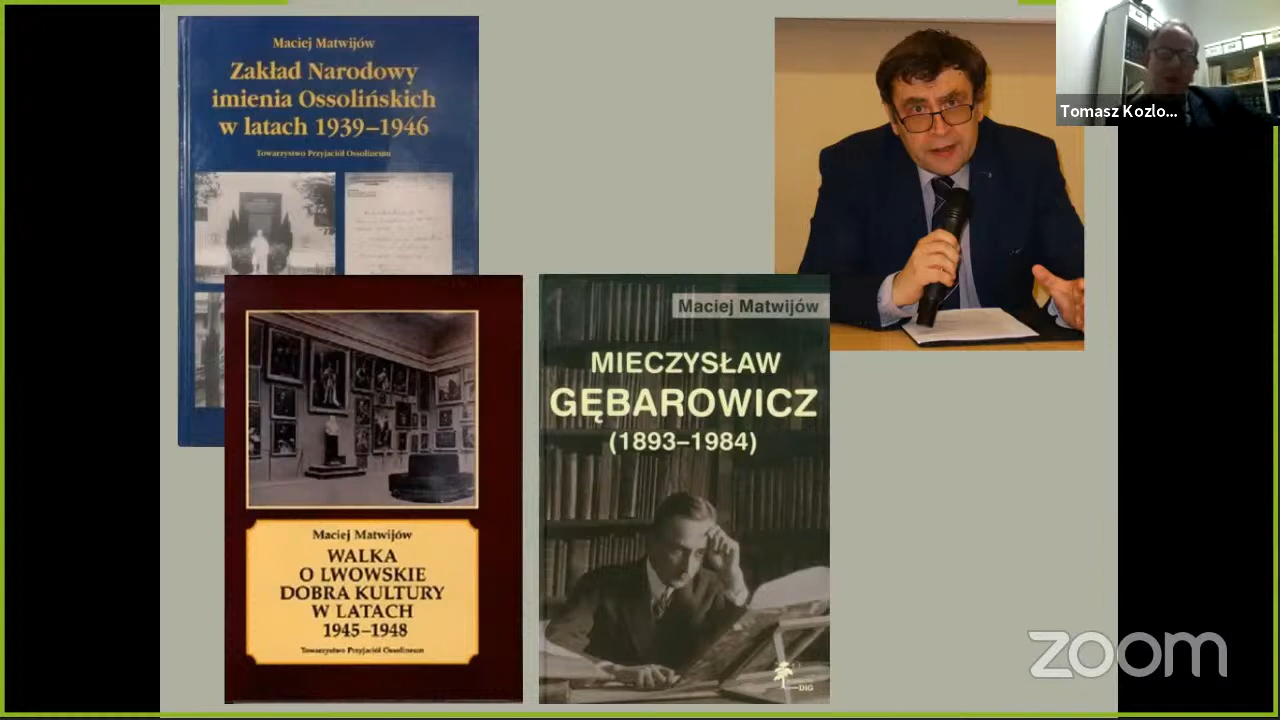 Maciej Matwijów
Zakład Narodowy
imienia Ossolińskich
w latach 1939–1946
Towarzystwo Przyjaciół Ossolineum
Maciej Matwijów
WALKA
O LWOWSKIE
DOBRA KULTURY
W LATACH
1945–1948
Towarzystwo Przyjaciół Ossolineum
Maciej Matwijów
MIECZYSŁAW
GĘBAROWICZ
(1893–1984)
DiG
Tomasz Kozlo...
zoom